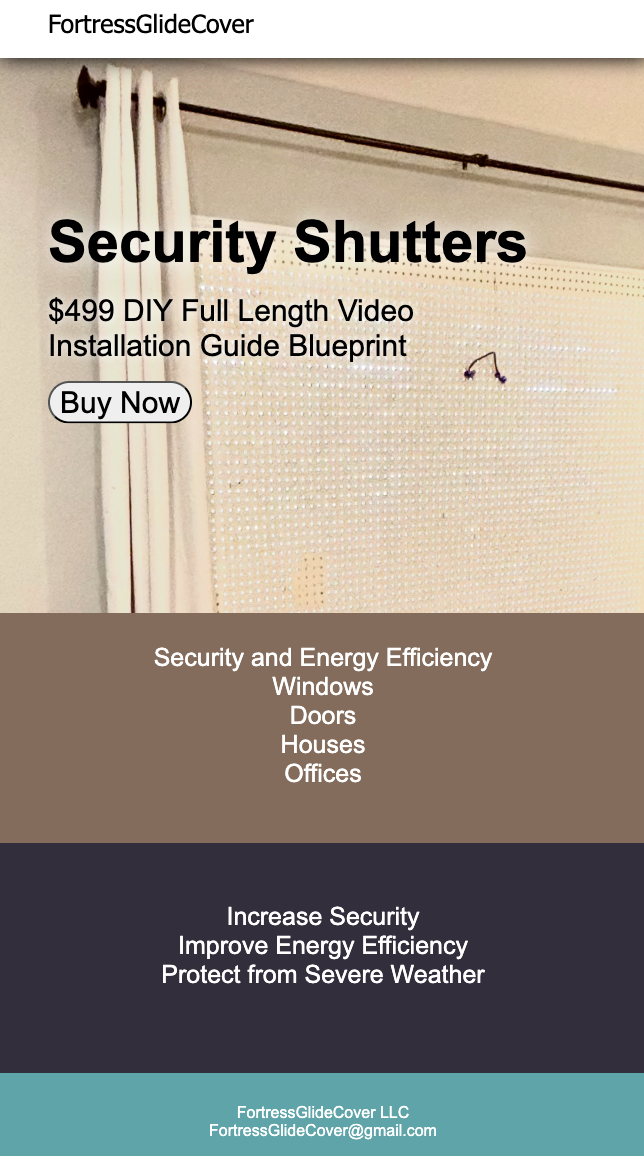 FortressGlideCover
Security Shutters
$499 DIY Full Length Video
Installation Guide Blueprint
Buy Now
Security and Energy Efficiency
Windows
Doors
Houses
Offices
Increase Security
Improve Energy Efficiency
Protect from Severe Weather
FortressGlideCover LLC
FortressGlideCover@gmail.com